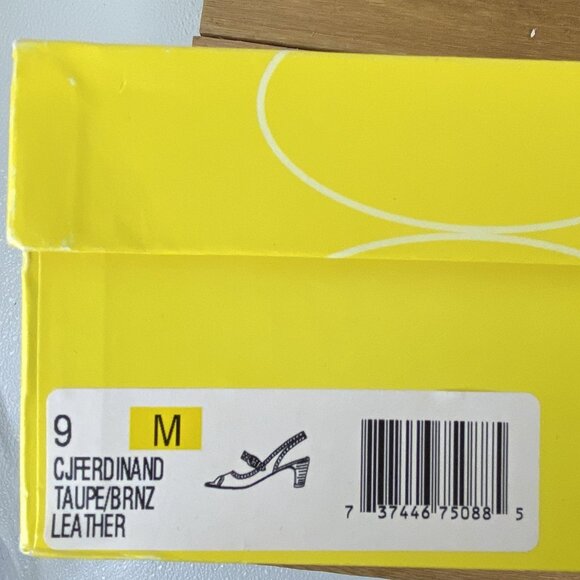 9 M
CJFERDINAND
TAUPE/BRNZ
LEATHER
7 37446 75088 5